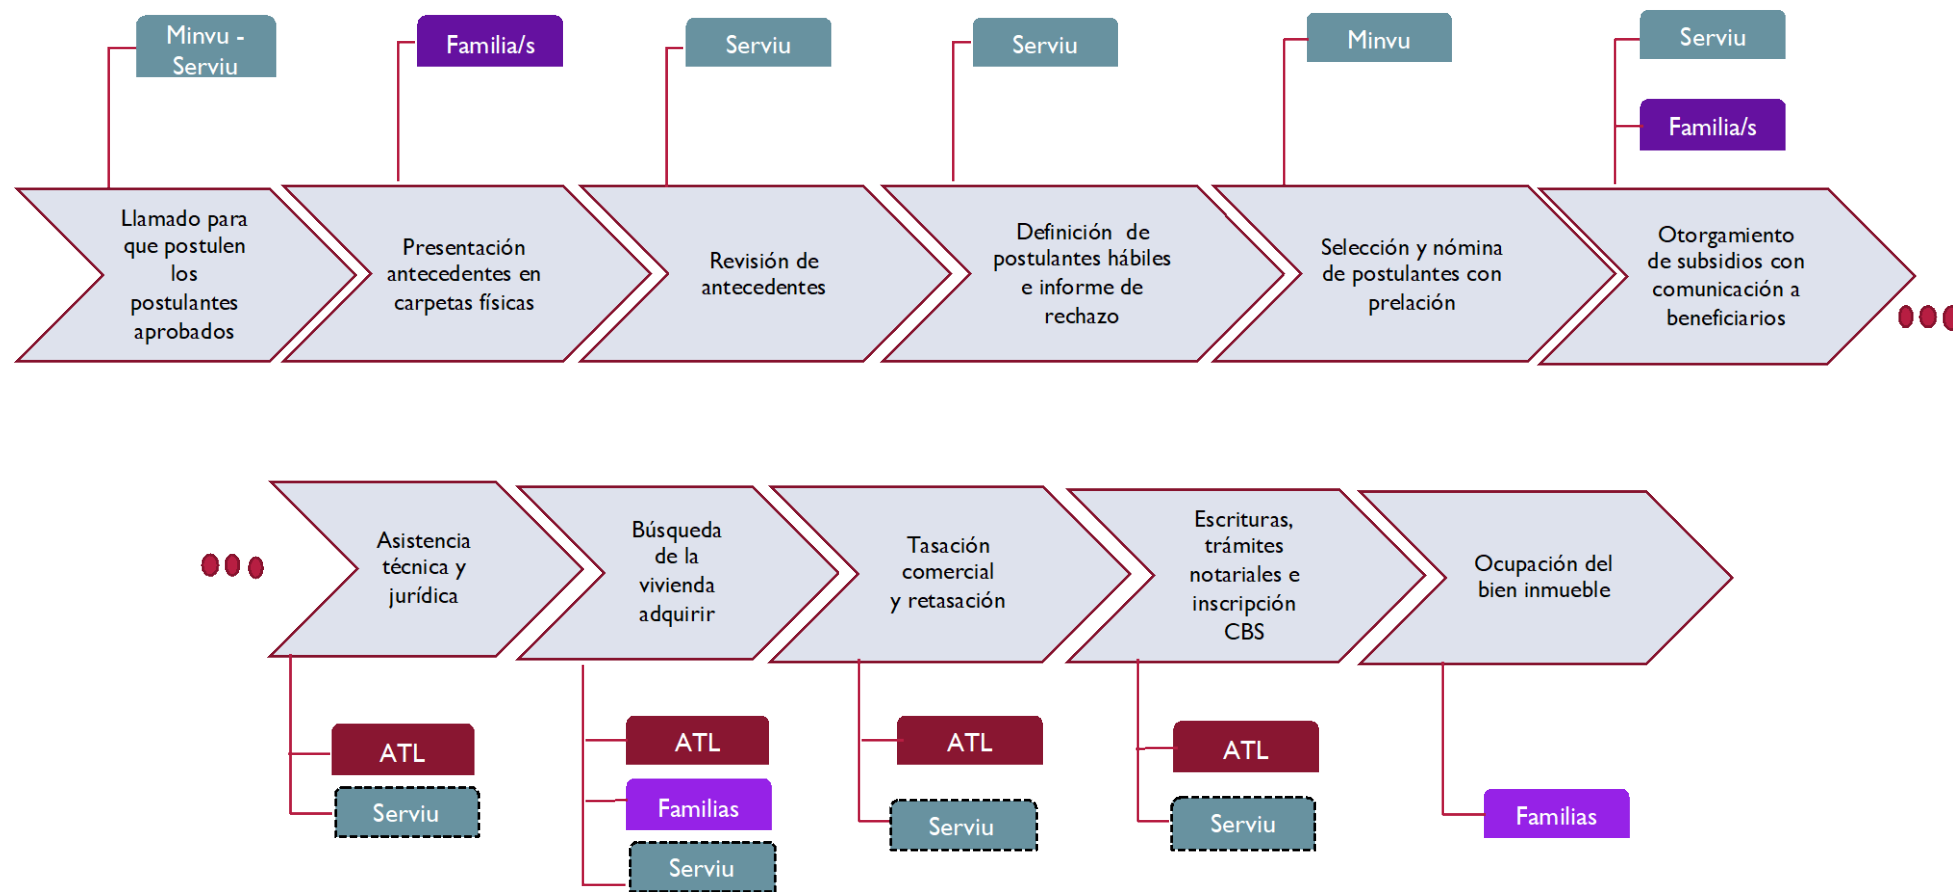 Minvu -
Serviu
Familia/s
Serviu
Serviu
Minvu
Serviu
Familia/s
Llamado para
que postulen
los
postulantes
aprobados
Presentación
antecedentes en
carpetas físicas
Revisión de
antecedentes
Definición de
postulantes hábiles
e informe de
rechazo
Selección y nómina
de postulantes con
prelación
Otorgamiento
de subsidios con
comunicación a
beneficiarios
Asistencia
técnica y
jurídica
Búsqueda
de la
vivienda
adquirir
Tasación
comercial
y retasación
Escrituras,
trámites
notariales e
inscripción
CBS
Ocupación del
bien inmueble
ATL
Serviu
ATL
Familias
Serviu
ATL
Serviu
ATL
Serviu
Familias